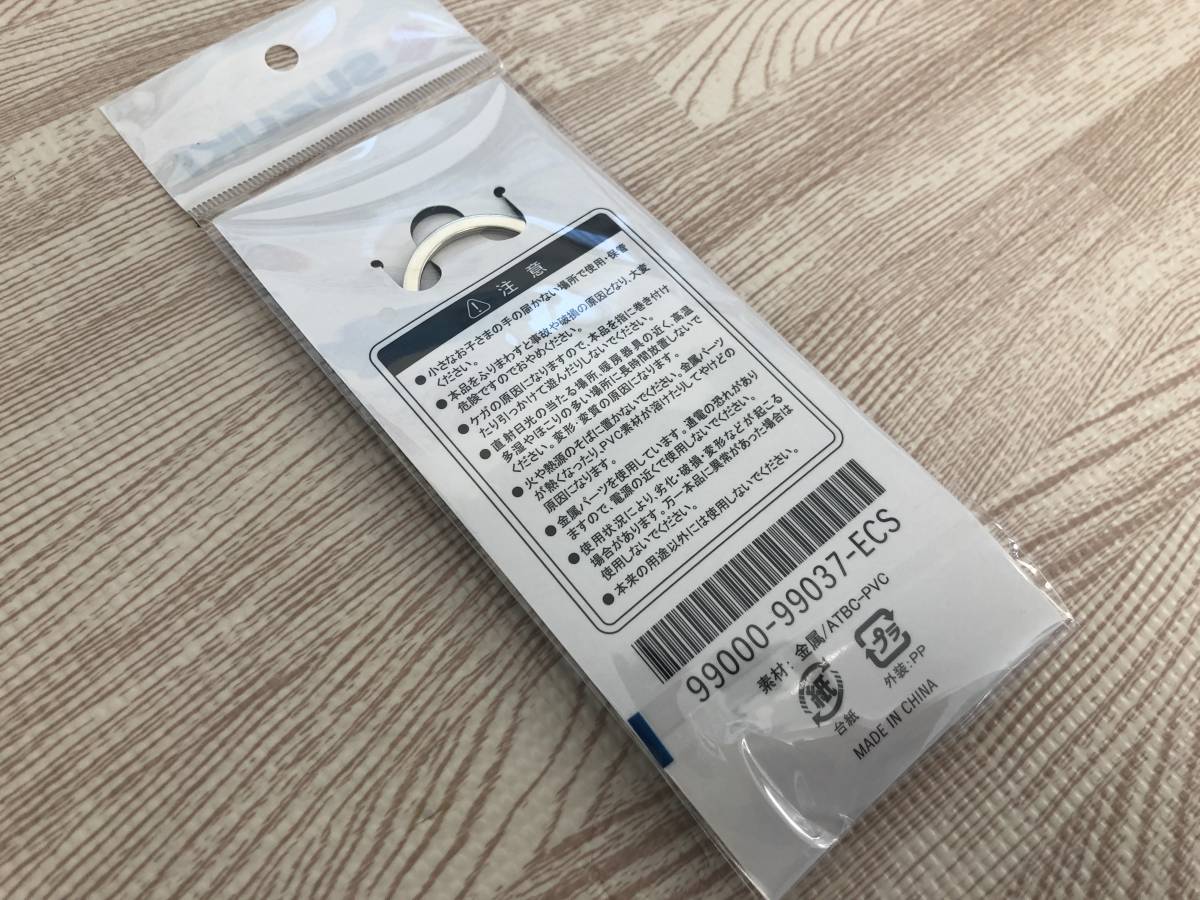 注意
●小さなお子さまの手の届かない場所で使用・保管
ください。
●本品をふりまわすと事故や破損の原因となり、大変
危険ですのでおやめください。
●ケガの原因になりますので、本品を指に巻き付け
たり引っかけて遊んだりしないでください。
●直射日光の当たる場所、暖房器具の近く、高温
多湿やほこりの多い場所に長時間放置しないで
ください。変形・変質の原因になります。
●火や熱源のそばに置かないでください。金属パーツ
が熱くなったり、PVC素材が溶けたりしてやけどの
原因になります。
●金属パーツを使用しています。通電の恐れがあり
ますので、電源の近くで使用しないでください。
●使用状況により、劣化・破損・変形などが起こる
場合があります。万一本品に異常があった場合は
使用しないでください。
●本来の用途以外には使用しないでください。
99000-99037-ECS
素材：金属/ATBC-PVC
紙
台紙
プラ
外装：PP
MADE IN CHINA